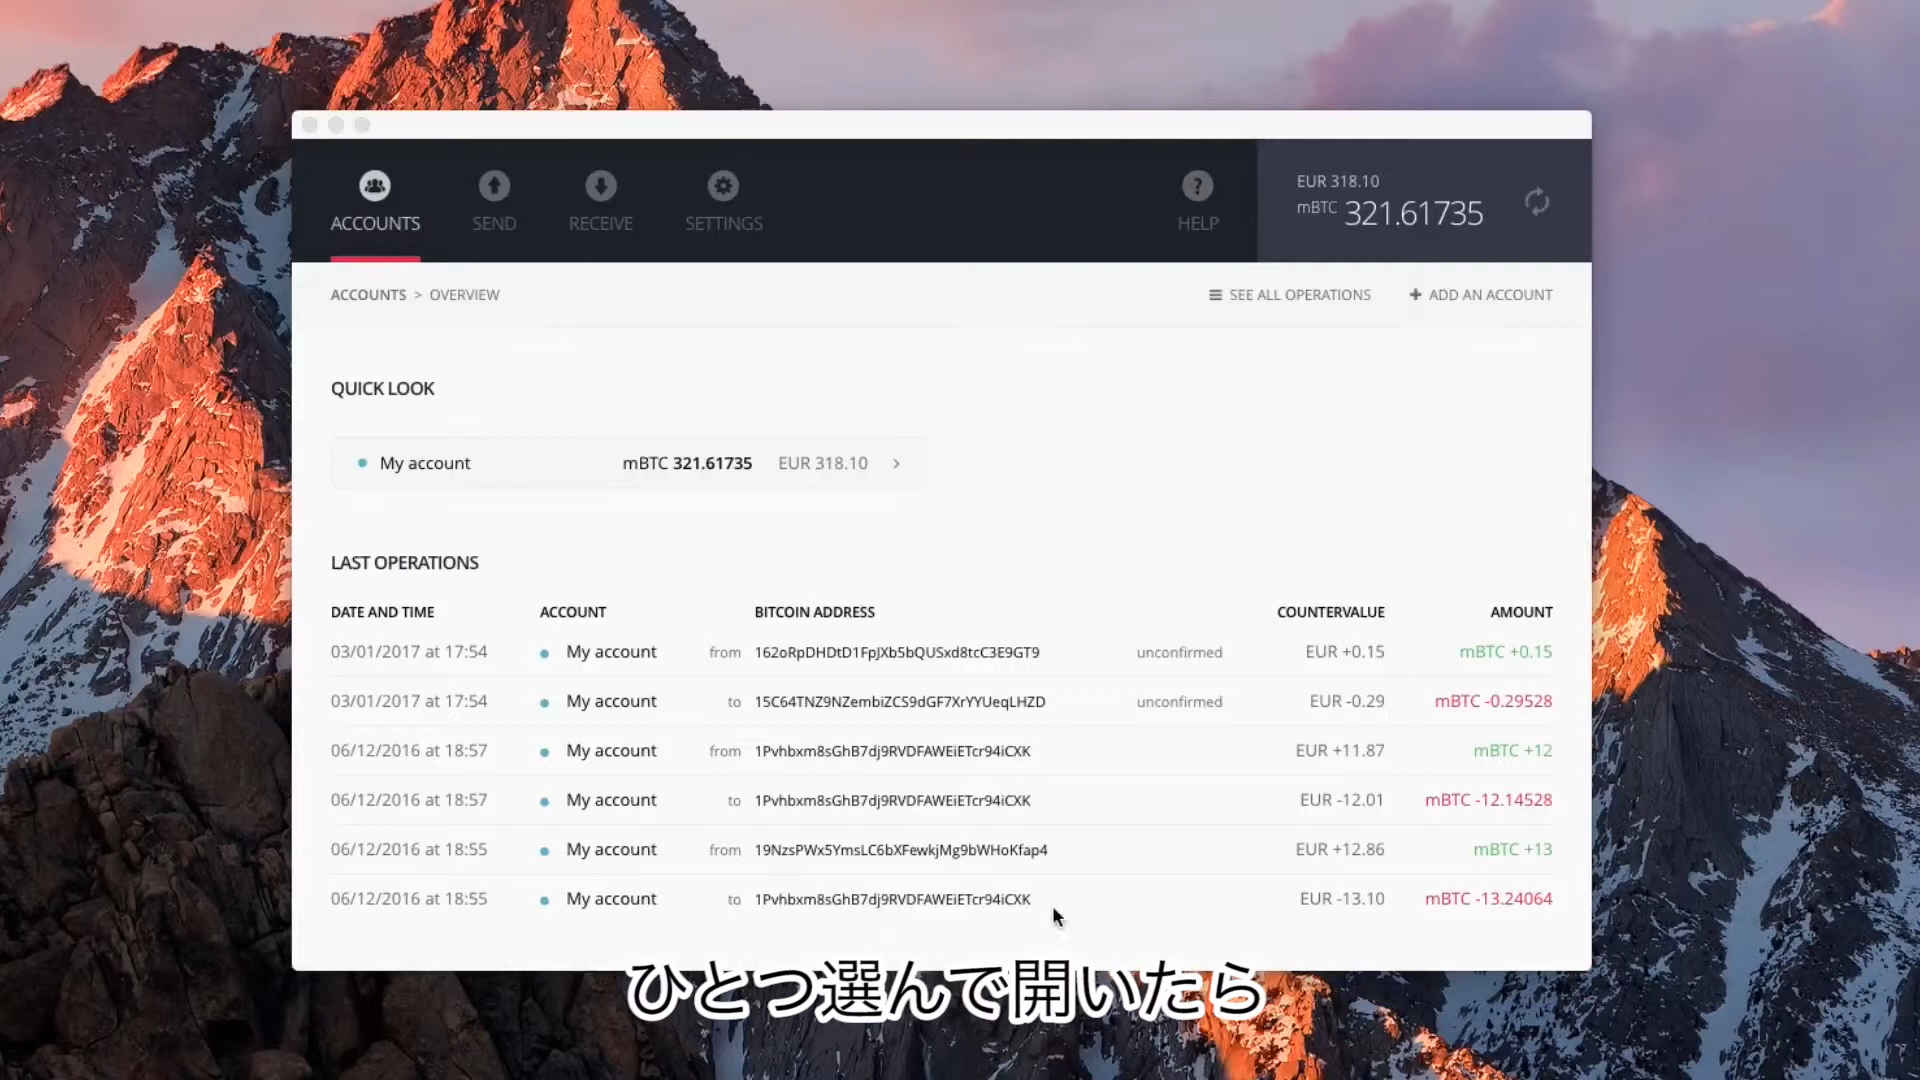 ACCOUNTS
SEND
RECEIVE
SETTINGS
HELP
EUR 318.10
mBTC 321.61735
ACCOUNTS > OVERVIEW
SEE ALL OPERATIONS
ADD AN ACCOUNT
QUICK LOOK
My account mBTC 321.61735 EUR 318.10
LAST OPERATIONS
DATE AND TIME ACCOUNT BITCOIN ADDRESS COUNTERVALUE AMOUNT
03/01/2017 at 17:54 My account from 162oRpDHDtD1FpJXb5bQUSxd8tcC3E9GT9 unconfirmed EUR +0.15 mBTC +0.15
03/01/2017 at 17:54 My account to 15C64TNZ9NZembiZCS9dGF7XrYYUeqLHZD unconfirmed EUR -0.29 mBTC -0.29528
06/12/2016 at 18:57 My account from 1Pvhbxm8sGhB7dj9RVDFAWEiETcr94iCXK EUR +11.87 mBTC +12
06/12/2016 at 18:57 My account to 1Pvhbxm8sGhB7dj9RVDFAWEiETcr94iCXK EUR -12.01 mBTC -12.14528
06/12/2016 at 18:55 My account from 19NzsPWx5YmsLC6bXFewkjMg9bWHoKfap4 EUR +12.86 mBTC +13
06/12/2016 at 18:55 My account to 1Pvhbxm8sGhB7dj9RVDFAWEiETcr94iCXK EUR -13.10 mBTC -13.24064
ひとつ選んで開いたら